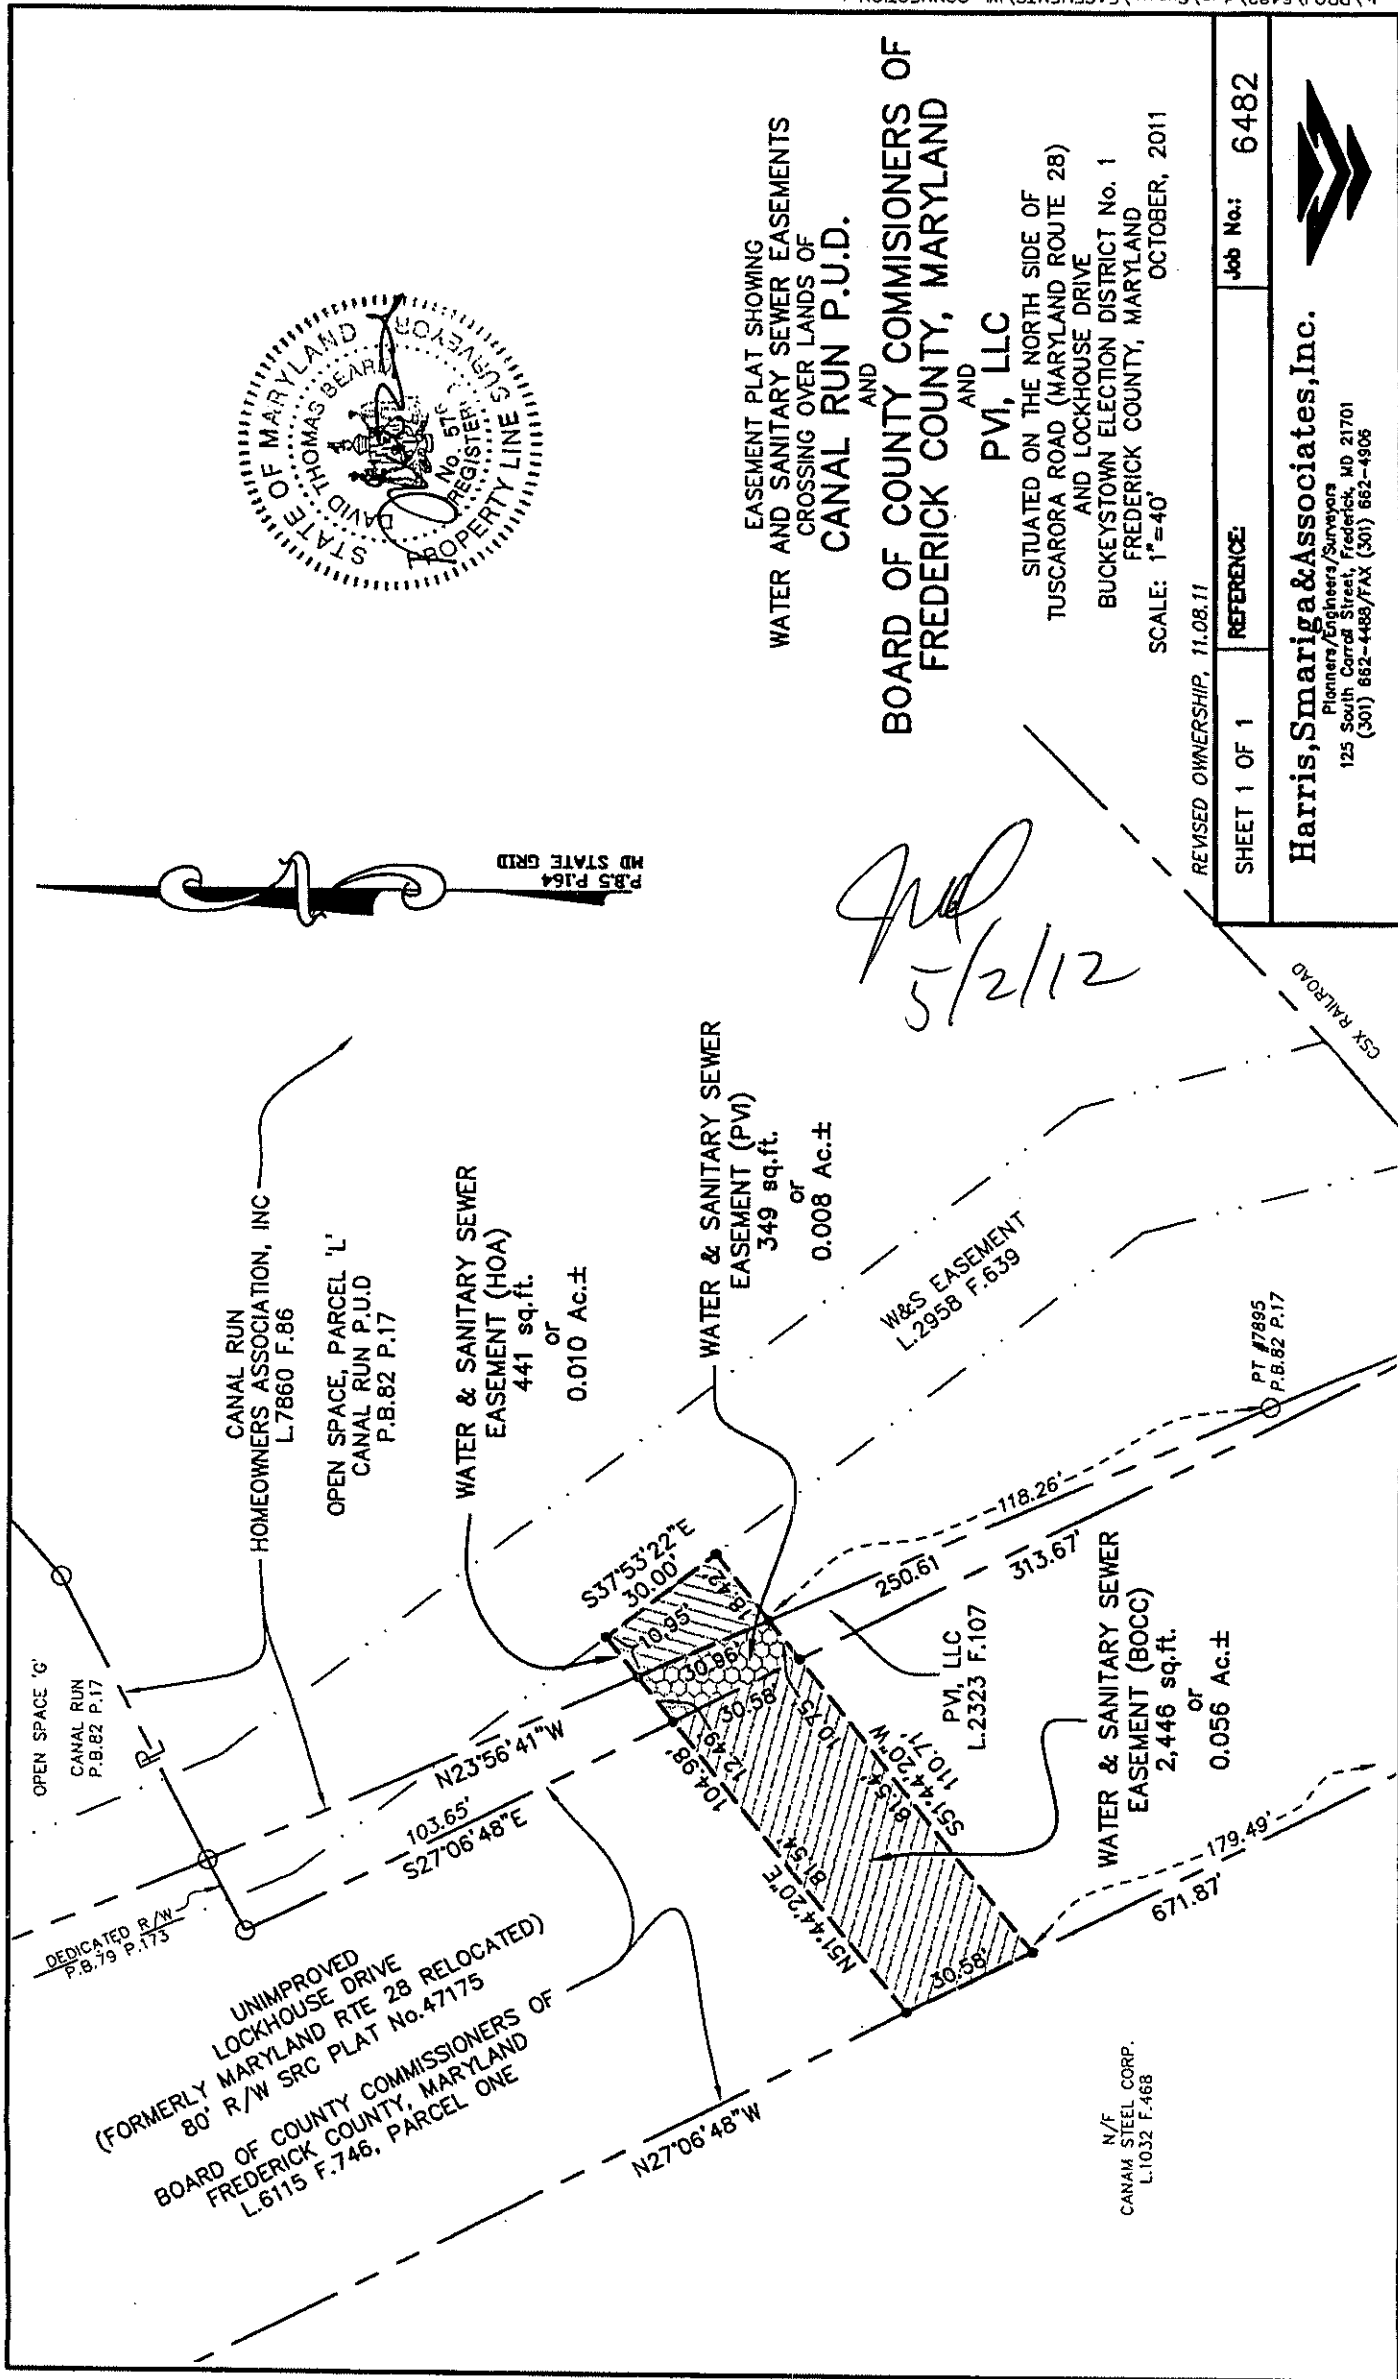 STATE OF MARYLAND
DAVID THOMAS BEARD
No. 576
PROPERTY LINE SURVEYOR
P.B.5 P.164
MD STATE GRID
OPEN SPACE 'G'
CANAL RUN
P.B.82 P.17
CANAL RUN
HOMEOWNERS ASSOCIATION, INC
L.7860 F.86
OPEN SPACE, PARCEL 'L'
CANAL RUN P.U.D
P.B.82 P.17
WATER & SANITARY SEWER
EASEMENT (HOA)
441 sq.ft.
or
0.010 Ac.±
WATER & SANITARY SEWER
EASEMENT (PVI)
349 sq.ft.
or
0.008 Ac.±
W&S EASEMENT
L.2958 F.639
CSX RAILROAD
PT #7895
P.B.82 P.17
DEDICATED R/W
P.B.79 P.173
R
UNIMPROVED
LOCKHOUSE DRIVE
(FORMERLY MARYLAND RTE 28 RELOCATED)
80' R/W SRC PLAT No.47175
BOARD OF COUNTY COMMISSIONERS OF
FREDERICK COUNTY, MARYLAND
L.6115 F.746, PARCEL ONE
N23°56'41"W
103.65'
S27°06'48"E
S37°53'22"E
30.00'
10.95'
18.42'
30.96'
30.58'
12.49'
104.98'
10.75
N51°44'20"E
81.54'
81.54'
S51°44'20"W
110.71'
30.58'
118.26'
250.61
313.67'
PVI, LLC
L.2323 F.107
WATER & SANITARY SEWER
EASEMENT (BOCC)
2,446 sq.ft.
or
0.056 Ac.±
179.49'
671.87'
N27°06'48"W
N/F
CANAM STEEL CORP.
L.1032 F.468
5/2/12
EASEMENT PLAT SHOWING
WATER AND SANITARY SEWER EASEMENTS
CROSSING OVER LANDS OF
CANAL RUN P.U.D.
AND
BOARD OF COUNTY COMMISIONERS OF
FREDERICK COUNTY, MARYLAND
AND
PVI, LLC
SITUATED ON THE NORTH SIDE OF
TUSCARORA ROAD (MARYLAND ROUTE 28)
AND LOCKHOUSE DRIVE
BUCKEYSTOWN ELECTION DISTRICT No. 1
FREDERICK COUNTY, MARYLAND
SCALE: 1"=40' OCTOBER, 2011
REVISED OWNERSHIP, 11.08.11
SHEET 1 OF 1 REFERENCE: Job No.: 6482
Harris,Smariga&Associates,Inc.
Planners/Engineers/Surveyors
125 South Carroll Street, Frederick, MD 21701
(301) 662-4488/FAX (301) 662-4906